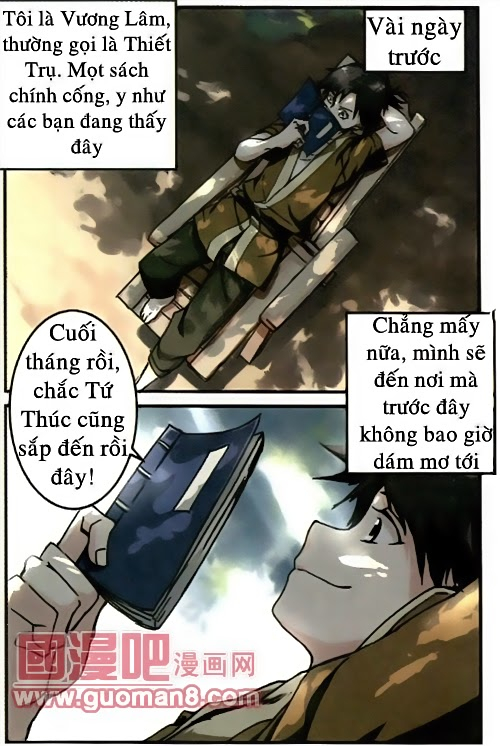 Tôi là Vương Lâm,
thường gọi là Thiết
Trụ. Mọt sách
chính cống, y như
các bạn đang thấy
đây
Vài ngày
trước
Chẳng mấy
nữa, mình sẽ
đến nơi mà
trước đây
không bao giờ
dám mơ tới
Cuối
tháng rồi,
chắc Tứ
Thúc cũng
sắp đến rồi
đây!
國漫吧漫画网
www.guoman8.com